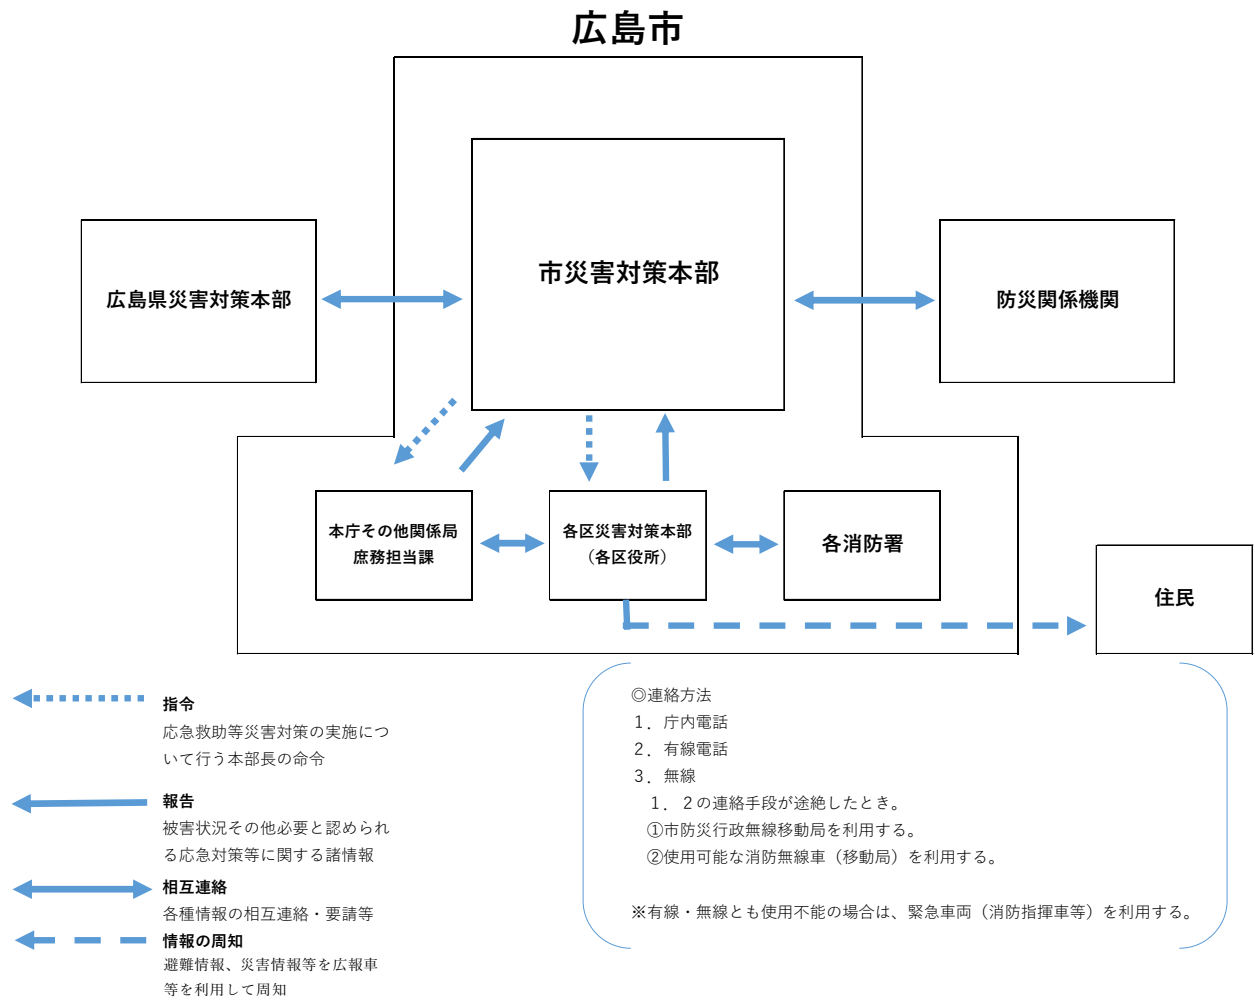 広島市
市災害対策本部
広島県災害対策本部
防災関係機関
本庁その他関係局
庶務担当課
各区災害対策本部
（各区役所）
各消防署
住民
指令
応急救助等災害対策の実施につ
いて行う本部長の命令
報告
被害状況その他必要と認められ
る応急対策等に関する諸情報
相互連絡
各種情報の相互連絡・要請等
情報の周知
避難情報、災害情報等を広報車
等を利用して周知
◎連絡方法
１．庁内電話
２．有線電話
３．無線
１．２の連絡手段が途絶したとき。
①市防災行政無線移動局を利用する。
②使用可能な消防無線車（移動局）を利用する。
※有線・無線とも使用不能の場合は、緊急車両（消防指揮車等）を利用する。